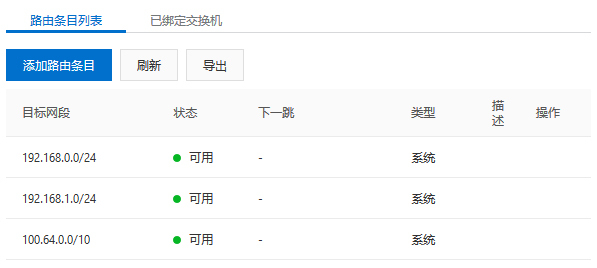 路由条目列表 已绑定交换机
添加路由条目 刷新 导出
目标网段 状态 下一跳 类型 描述 操作
192.168.0.0/24 可用 - 系统
192.168.1.0/24 可用 - 系统
100.64.0.0/10 可用 - 系统